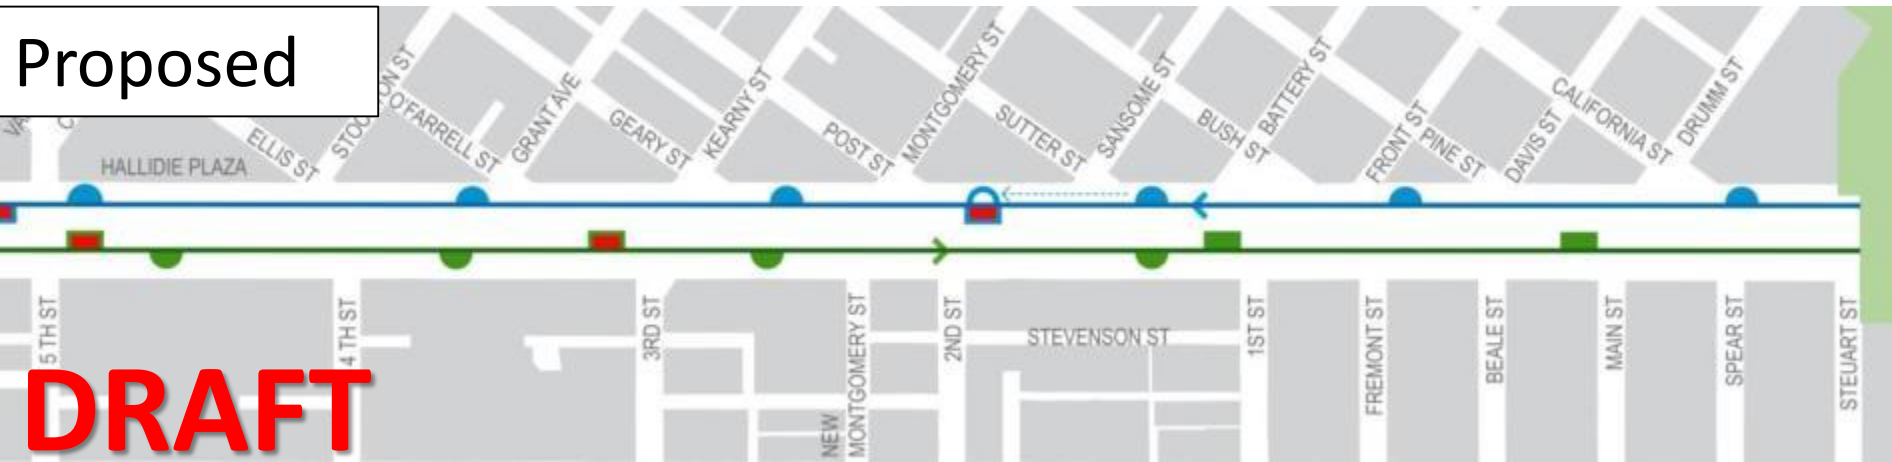 Proposed
ELLIS ST
O'FARRELL ST
GRANT AVE
GEARY ST
KEARNY ST
POST ST
MONTGOMERY ST
SUTTER ST
SANSOME ST
BUSH ST
BATTERY ST
FRONT ST
PINE ST
DAVIS ST
CALIFORNIA ST
DRUMM ST
HALLIDIE PLAZA
5 TH ST
4 TH ST
3RD ST
NEW
MONTGOMERY ST
2ND ST
STEVENSON ST
1ST ST
FREMONT ST
BEALE ST
MAIN ST
SPEAR ST
STEUART ST
DRAFT